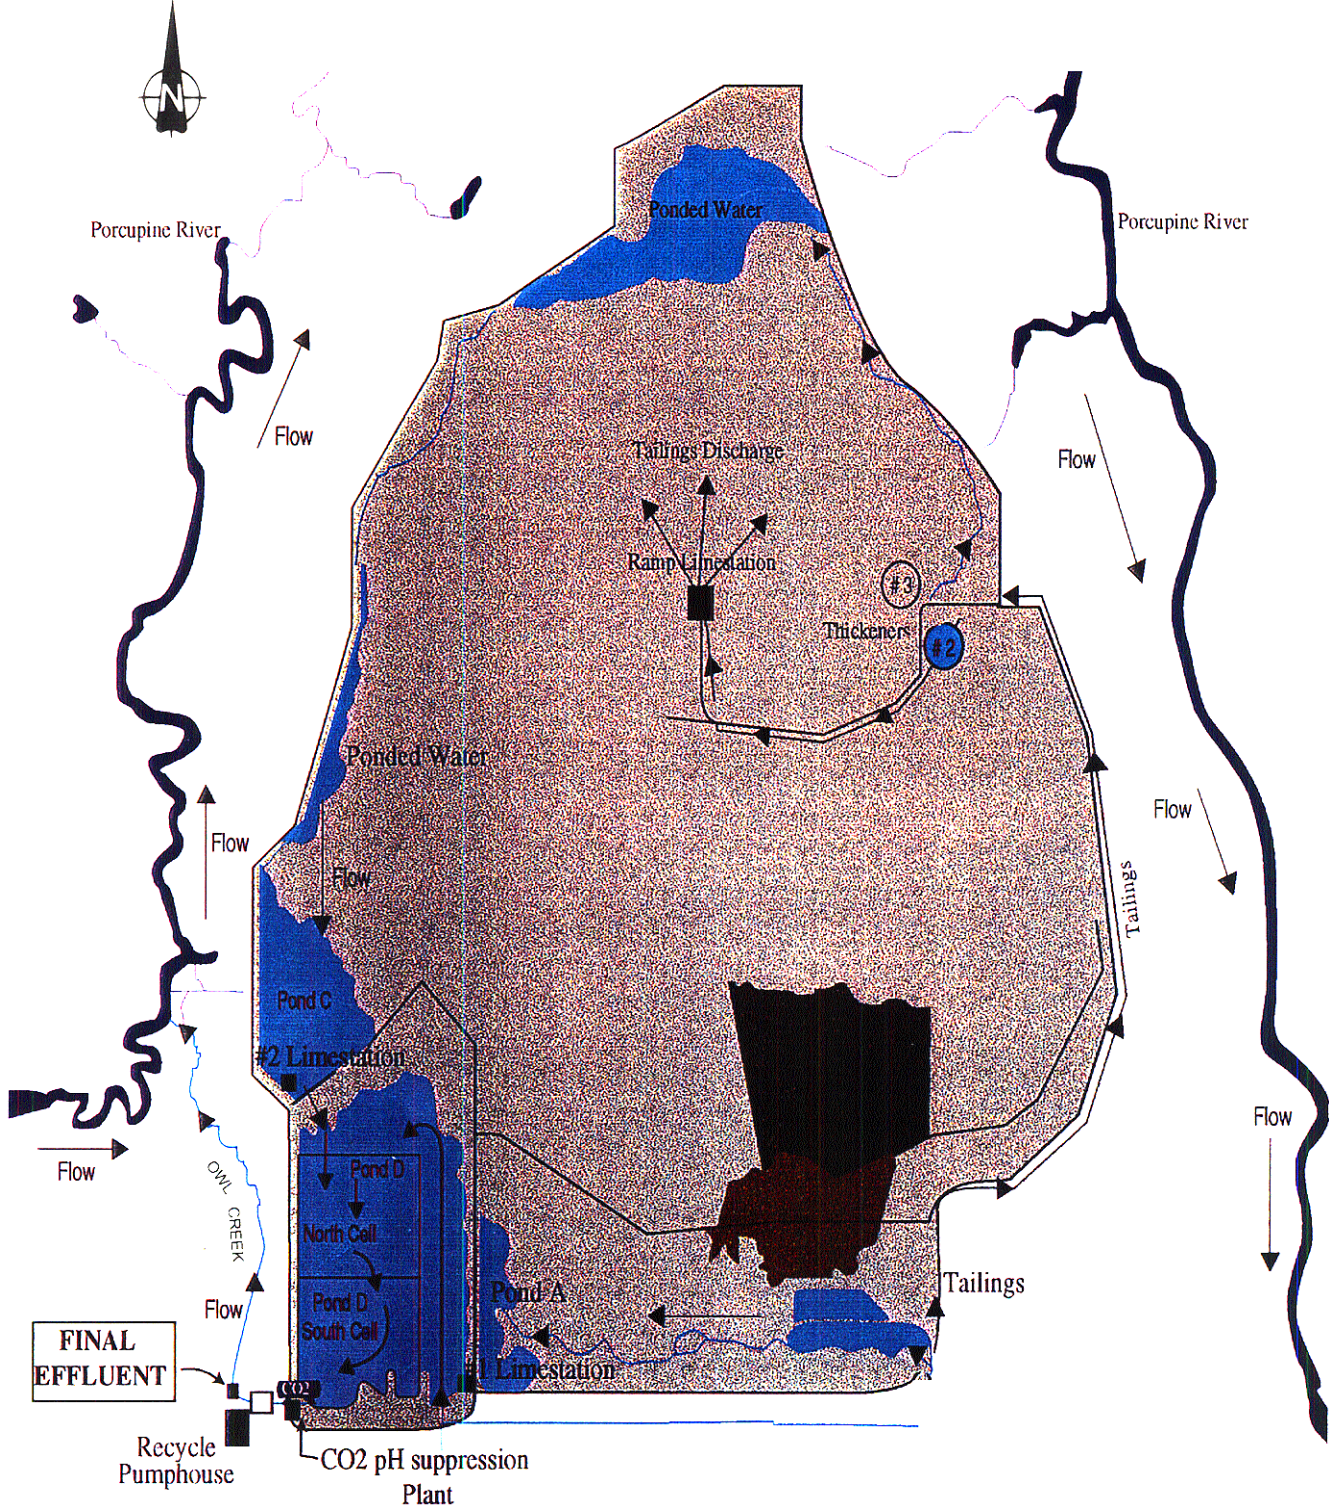 N
Ponded Water
Porcupine River
Porcupine River
Flow
Tailings Discharge
Flow
Ramp Limestation
#3
Thickeners
#2
Ponded Water
Flow
Flow
Flow
Tailings
Pond C
#2 Limestation
Flow
Flow
Pond D
OWL CREEK
North Cell
Pond A
Tailings
Pond D
South Cell
Flow
FINAL
EFFLUENT
#1 Limestation
CO2
Recycle
Pumphouse
CO2 pH suppression
Plant